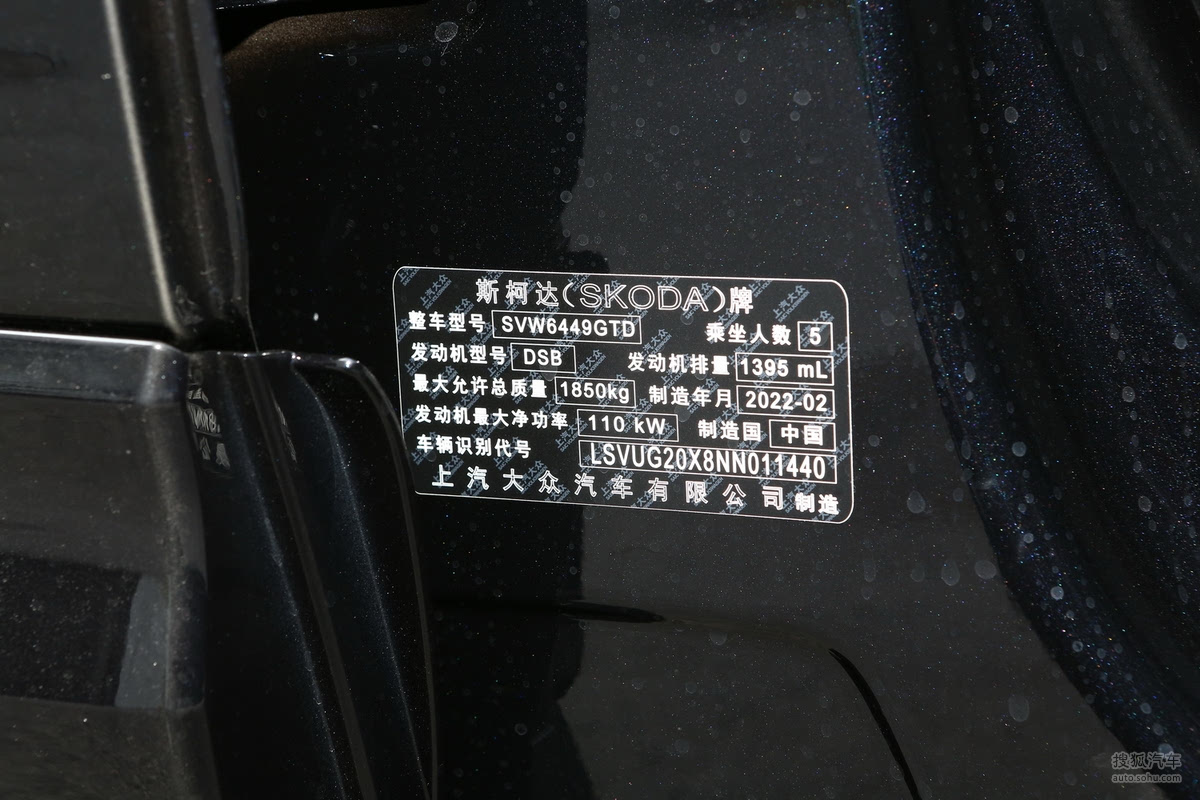 斯柯达(SKODA)牌
整车型号 SVW6449GTD 乘坐人数 5
发动机型号 DSB 发动机排量 1395 mL
最大允许总质量 1850kg 制造年月 2022-02
发动机最大净功率 110 kW 制造国 中国
车辆识别代号 LSVUG20X8NN011440
上汽大众汽车有限公司 制造
搜狐汽车
auto.sohu.com